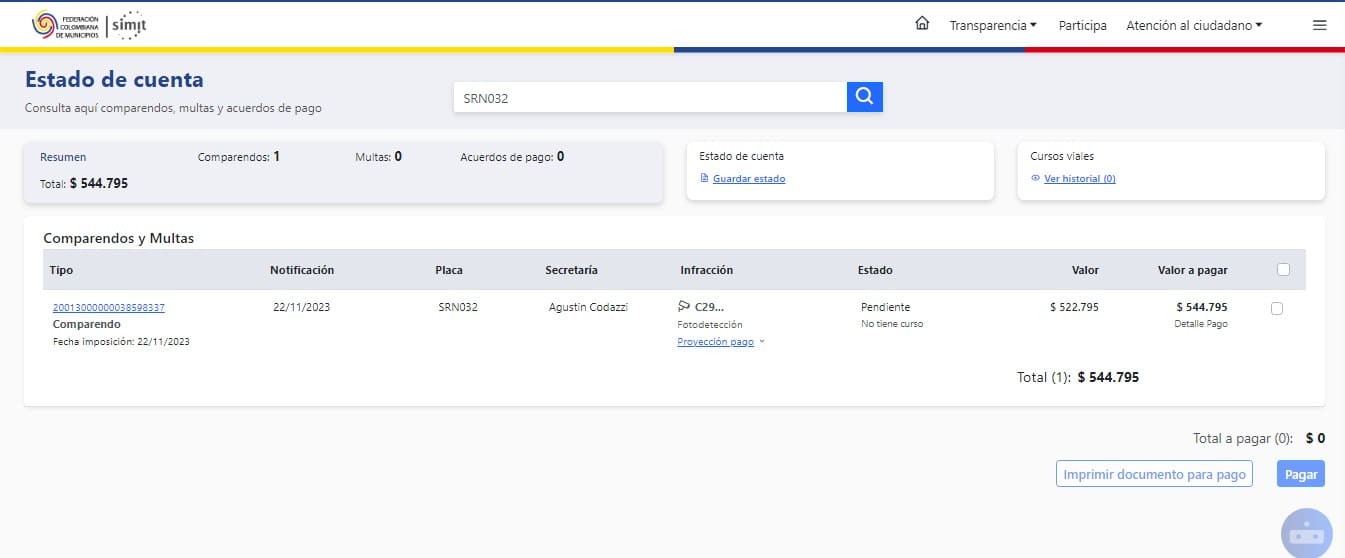 FEDERACIÓN
COLOMBIANA
DE MUNICIPIOS
simit
Transparencia
Participa
Atención al ciudadano
Estado de cuenta
Consulta aquí comparendos, multas y acuerdos de pago
SRN032
Resumen
Comparendos: 1
Multas: 0
Acuerdos de pago: 0
Total: $ 544.795
Estado de cuenta
Guardar estado
Cursos viales
Ver historial (0)
Comparendos y Multas
Tipo Notificación Placa Secretaría Infracción Estado Valor Valor a pagar
20013000000038598337 22/11/2023 SRN032 Agustin Codazzi C29... Pendiente $ 522.795 $ 544.795
Comparendo Fotodetección No tiene curso Detalle Pago
Fecha imposición: 22/11/2023 Proyección pago
Total (1): $ 544.795
Total a pagar (0): $ 0
Imprimir documento para pago
Pagar